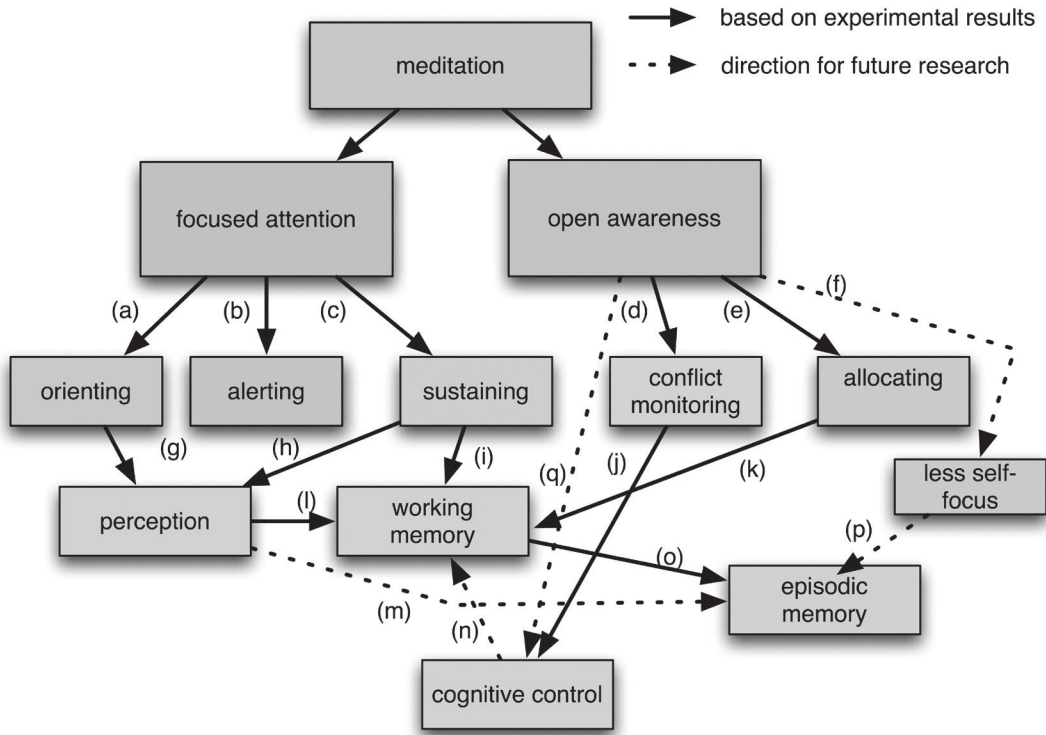 based on experimental results
direction for future research
meditation
focused attention
open awareness
(a)
(b)
(c)
(d)
(e)
(f)
orienting
alerting
sustaining
conflict
monitoring
allocating
(g)
(h)
(i)
(q)
(j)
(k)
less self-
focus
perception
(l)
working
memory
(o)
(p)
episodic
memory
(m)
(n)
cognitive control